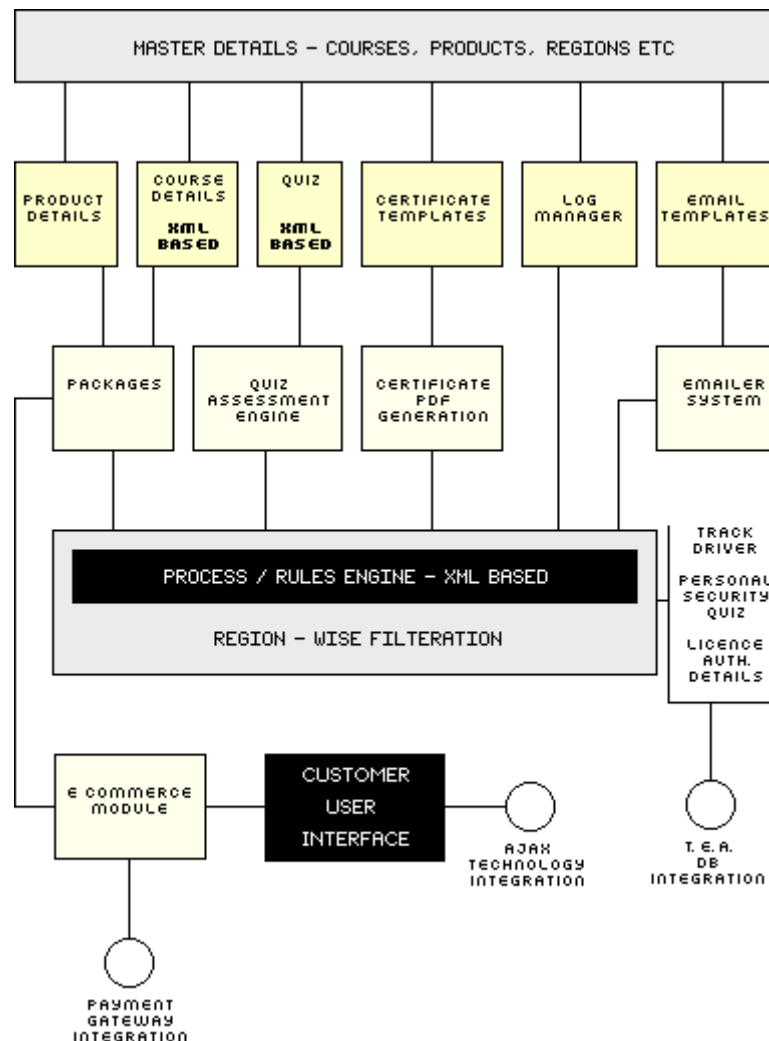 MASTER DETAILS – COURSES, PRODUCTS, REGIONS ETC
PRODUCT
DETAILS
COURSE
DETAILS
XML
BASED
QUIZ
XML
BASED
CERTIFICATE
TEMPLATES
LOG
MANAGER
EMAIL
TEMPLATES
PACKAGES
QUIZ
ASSESSMENT
ENGINE
CERTIFICATE
PDF
GENERATION
EMAILER
SYSTEM
PROCESS / RULES ENGINE – XML BASED
REGION – WISE FILTERATION
TRACK
DRIVER
PERSONAL
SECURITY
QUIZ
LICENCE
AUTH.
DETAILS
E COMMERCE
MODULE
CUSTOMER
USER
INTERFACE
AJAX
TECHNOLOGY
INTEGRATION
T. E. A.
DB
INTEGRATION
PAYMENT
GATEWAY
INTEGRATION